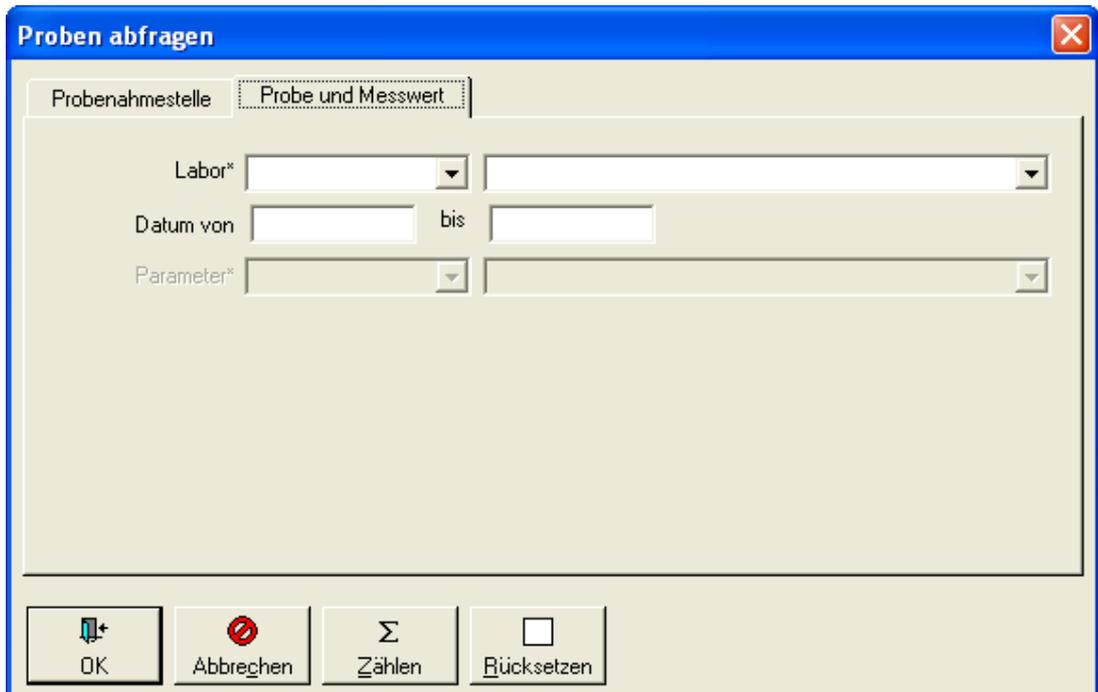 Proben abfragen
Probenahmestelle
Probe und Messwert
Labor*
Datum von
bis
Parameter*
OK
Abbrechen
Σ
Zählen
Rücksetzen